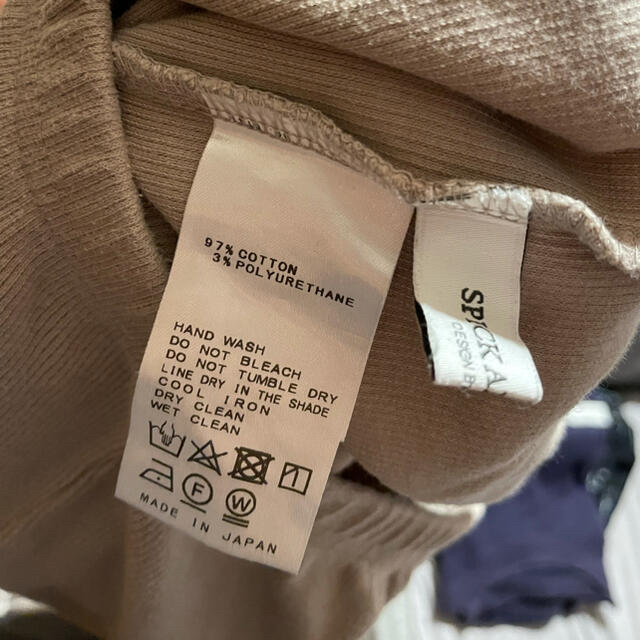 97% COTTON
3% POLYURETHANE
HAND WASH
DO NOT BLEACH
DO NOT TUMBLE DRY
LINE DRY IN THE SHADE
COOL IRON
DRY CLEAN
WET CLEAN
F W
MADE IN JAPAN
SPICK
DESIGN